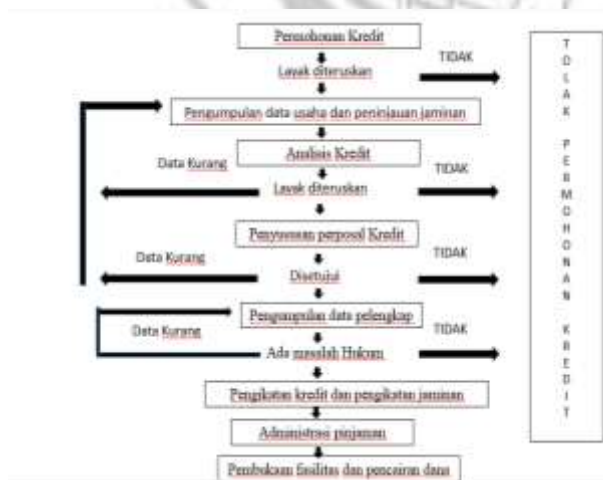 Permohonan Kredit
TIDAK
Layak diteruskan
Pengumpulan data usaha dan peninjauan jaminan
Data Kurang
Analisis Kredit
TIDAK
Layak diteruskan
Penyusunan perposal Kredit
Data Kurang
TIDAK
Disetujui
Pengumpulan data pelengkap
Data Kurang
TIDAK
Ada masalah Hukum
Pengikatan kredit dan pengikatan jaminan
Administrasi pinjaman
Pembukaan fisilitas dan pencairan dana
T
O
L
A
K
P
E
R
M
O
H
O
N
A
N
K
R
E
D
I
T